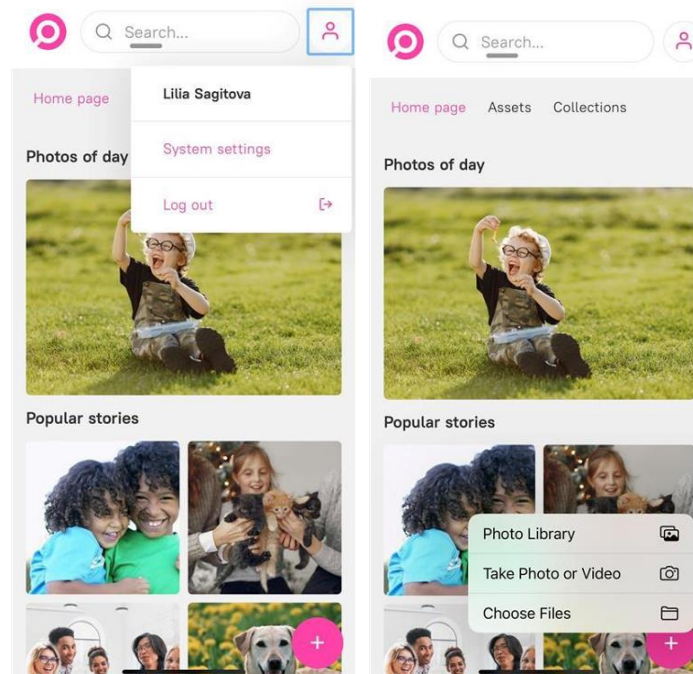 Search...
Lilia Sagitova
Home page
System settings
Photos of day
Log out
Popular stories
+
Search...
Home page Assets Collections
Photos of day
Popular stories
Photo Library
Take Photo or Video
Choose Files
+